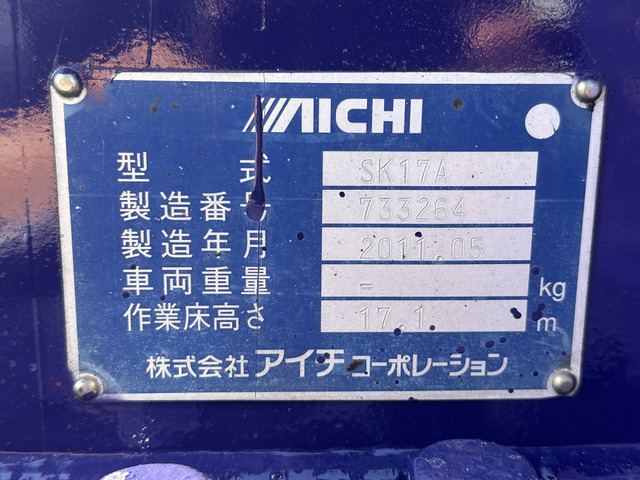 AICHI
型式 SK17A
製造番号 733264
製造年月 2011.05
車両重量 - kg
作業床高さ 17.1 m
株式会社 アイチコーポレーション